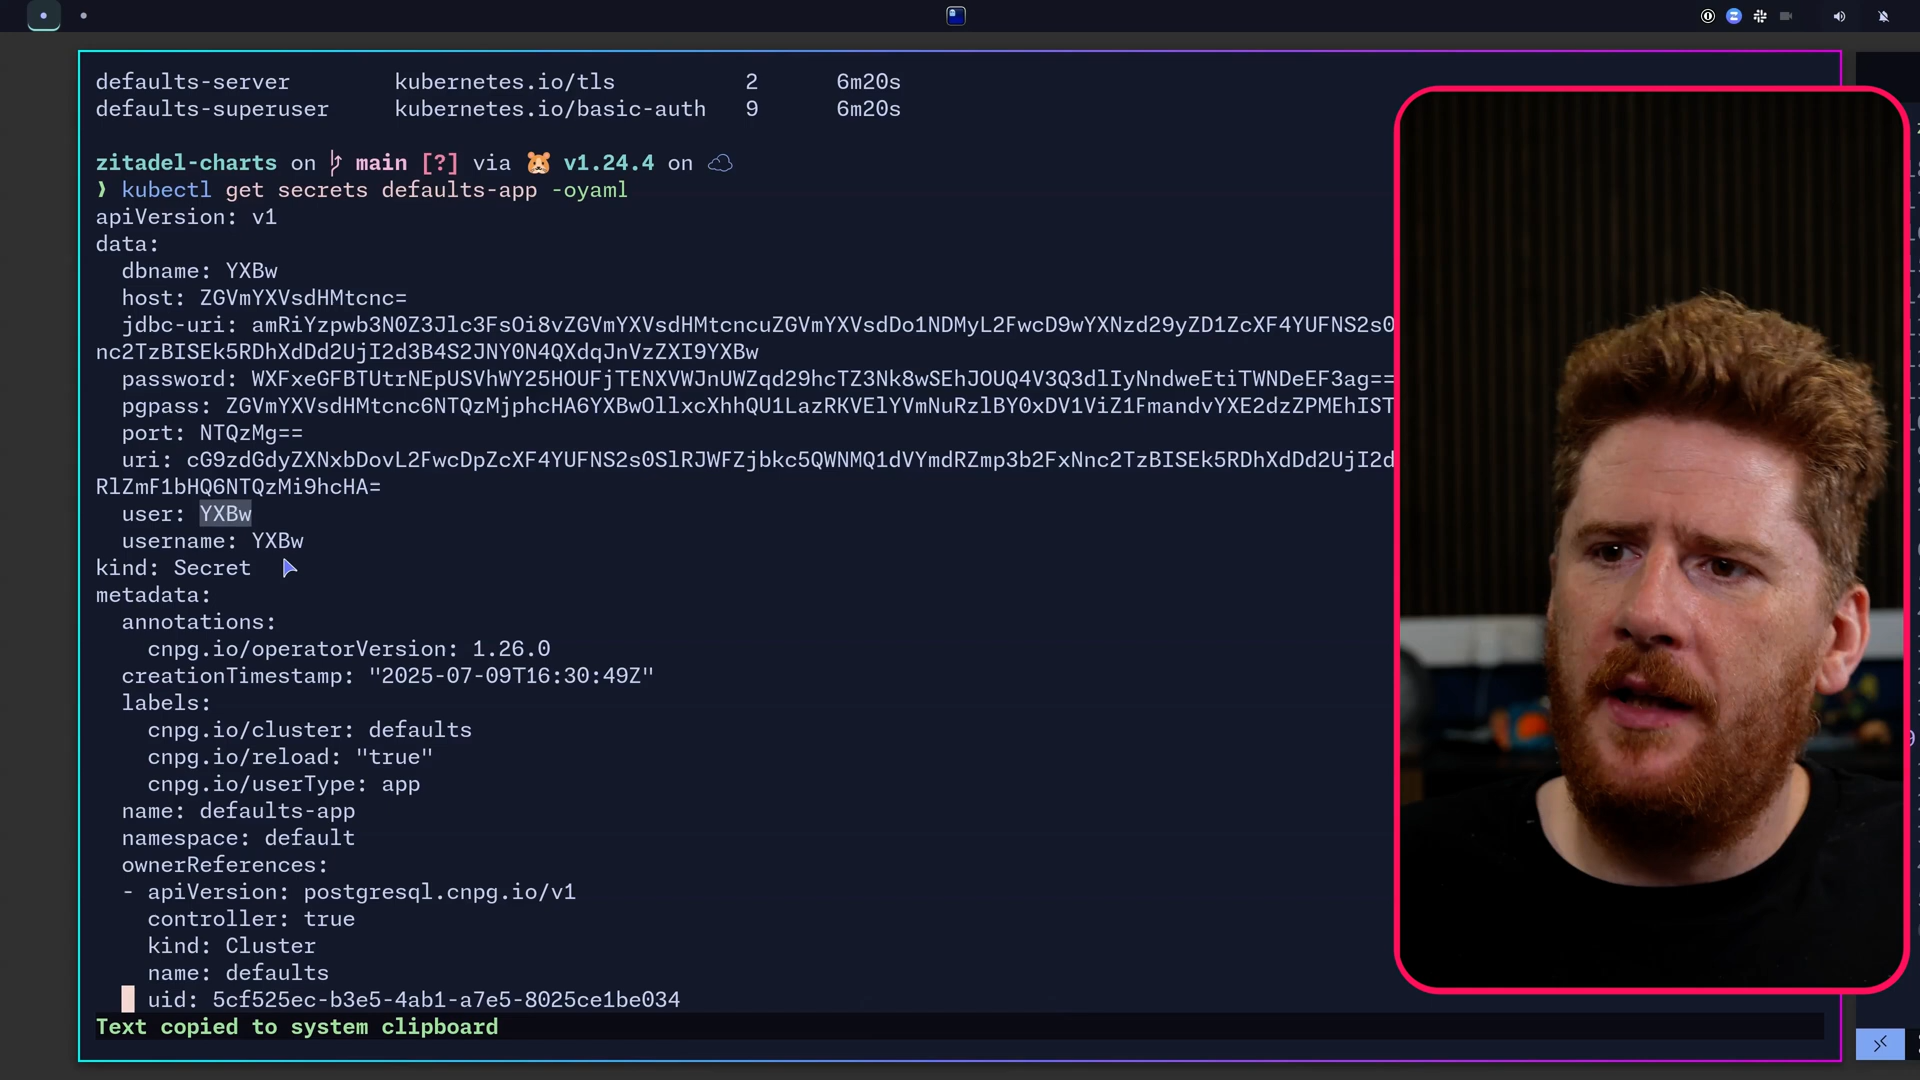 defaults-server kubernetes.io/tls 2 6m20s
defaults-superuser kubernetes.io/basic-auth 9 6m20s
zitadel-charts on main [?] via 🐹 v1.24.4 on
❯ kubectl get secrets defaults-app -oyaml
apiVersion: v1
data:
dbname: YXBw
host: ZGVmYXVsdHMtcnc=
jdbc-uri: amRiYzpwb3N0Z3Jlc3FsOi8vZGVmYXVsdHMtcncuZGVmYXVsdDo1NDMyL2FwcD9wYXNzd29yZD1ZcXF4YUFNS2s0
nc2TzBISEk5RDhXdDd2UjI2d3B4S2JNY0N4QXdqJnVzZXI9YXBw
password: WXFxeGFBTUtrNEpUSVhWY25HOUFjTENXVWJnUWZqd29hcTZ3Nk8wSEhJOUQ4V3Q3dlIyNndweEtiTWNDeEF3ag==
pgpass: ZGVmYXVsdHMtcnc6NTQzMjphcHA6YXBwOllxcXhhQU1LazRKVElYVmNuRzlBY0xDV1ViZ1FmandvYXE2dzZPMEhIST
port: NTQzMg==
uri: cG9zdGdyZXNxbDovL2FwcDpZcXF4YUFNS2s0SlRJWFZjbkc5QWNMQ1dVYmdRZmp3b2FxNnc2TzBISEk5RDhXdDd2UjI2d
RlZmF1bHQ6NTQzMi9hcHA=
user: YXBw
username: YXBw
kind: Secret
metadata:
annotations:
cnpg.io/operatorVersion: 1.26.0
creationTimestamp: "2025-07-09T16:30:49Z"
labels:
cnpg.io/cluster: defaults
cnpg.io/reload: "true"
cnpg.io/userType: app
name: defaults-app
namespace: default
ownerReferences:
- apiVersion: postgresql.cnpg.io/v1
controller: true
kind: Cluster
name: defaults
uid: 5cf525ec-b3e5-4ab1-a7e5-8025ce1be034
Text copied to system clipboard